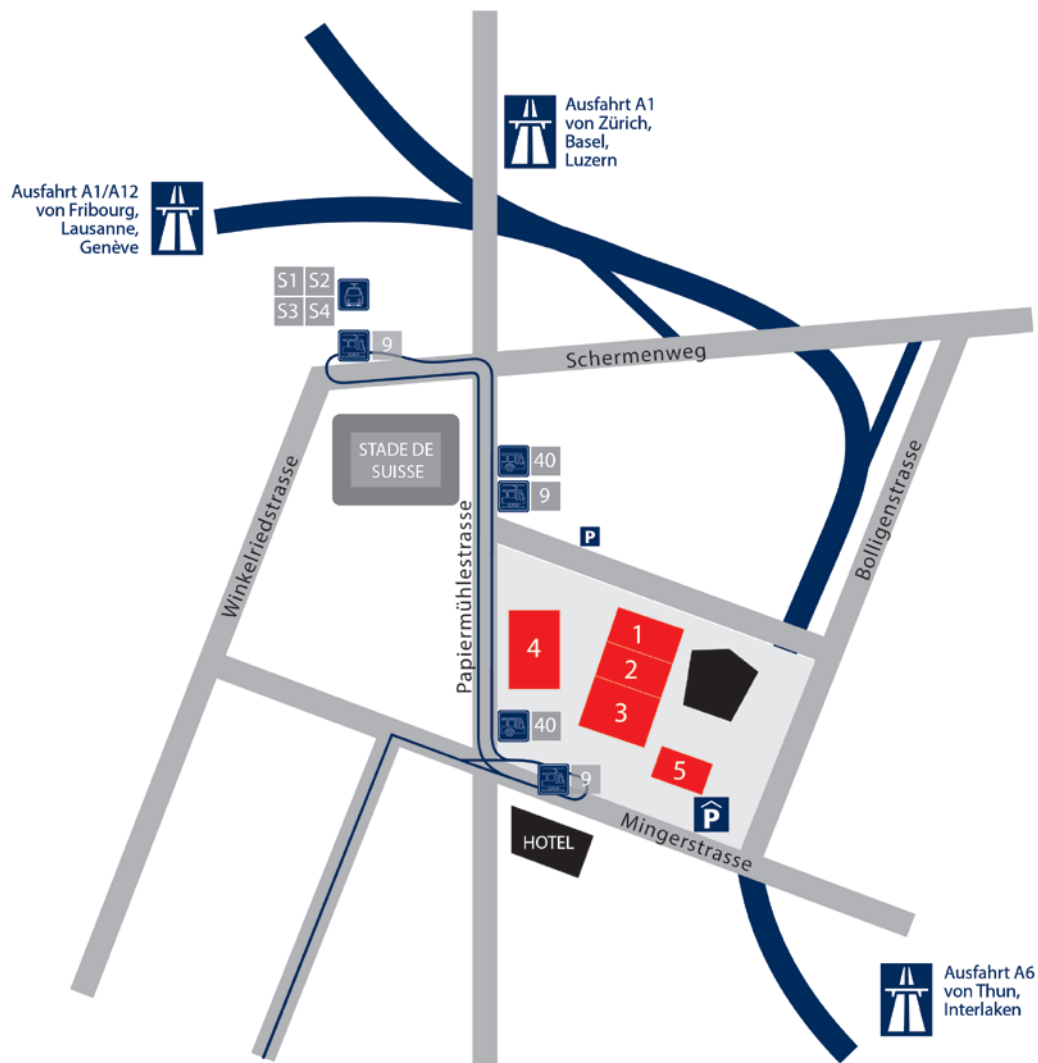 Ausfahrt A1
von Zürich,
Basel,
Luzern
Ausfahrt A1/A12
von Fribourg,
Lausanne,
Genève
S1 S2
S3 S4
9
Schermenweg
STADE DE
SUISSE
40
9
P
Winkelriedstrasse
Papiermühlestrasse
Bolligenstrasse
1
4
2
3
40
5
9
P
Mingerstrasse
HOTEL
Ausfahrt A6
von Thun,
Interlaken